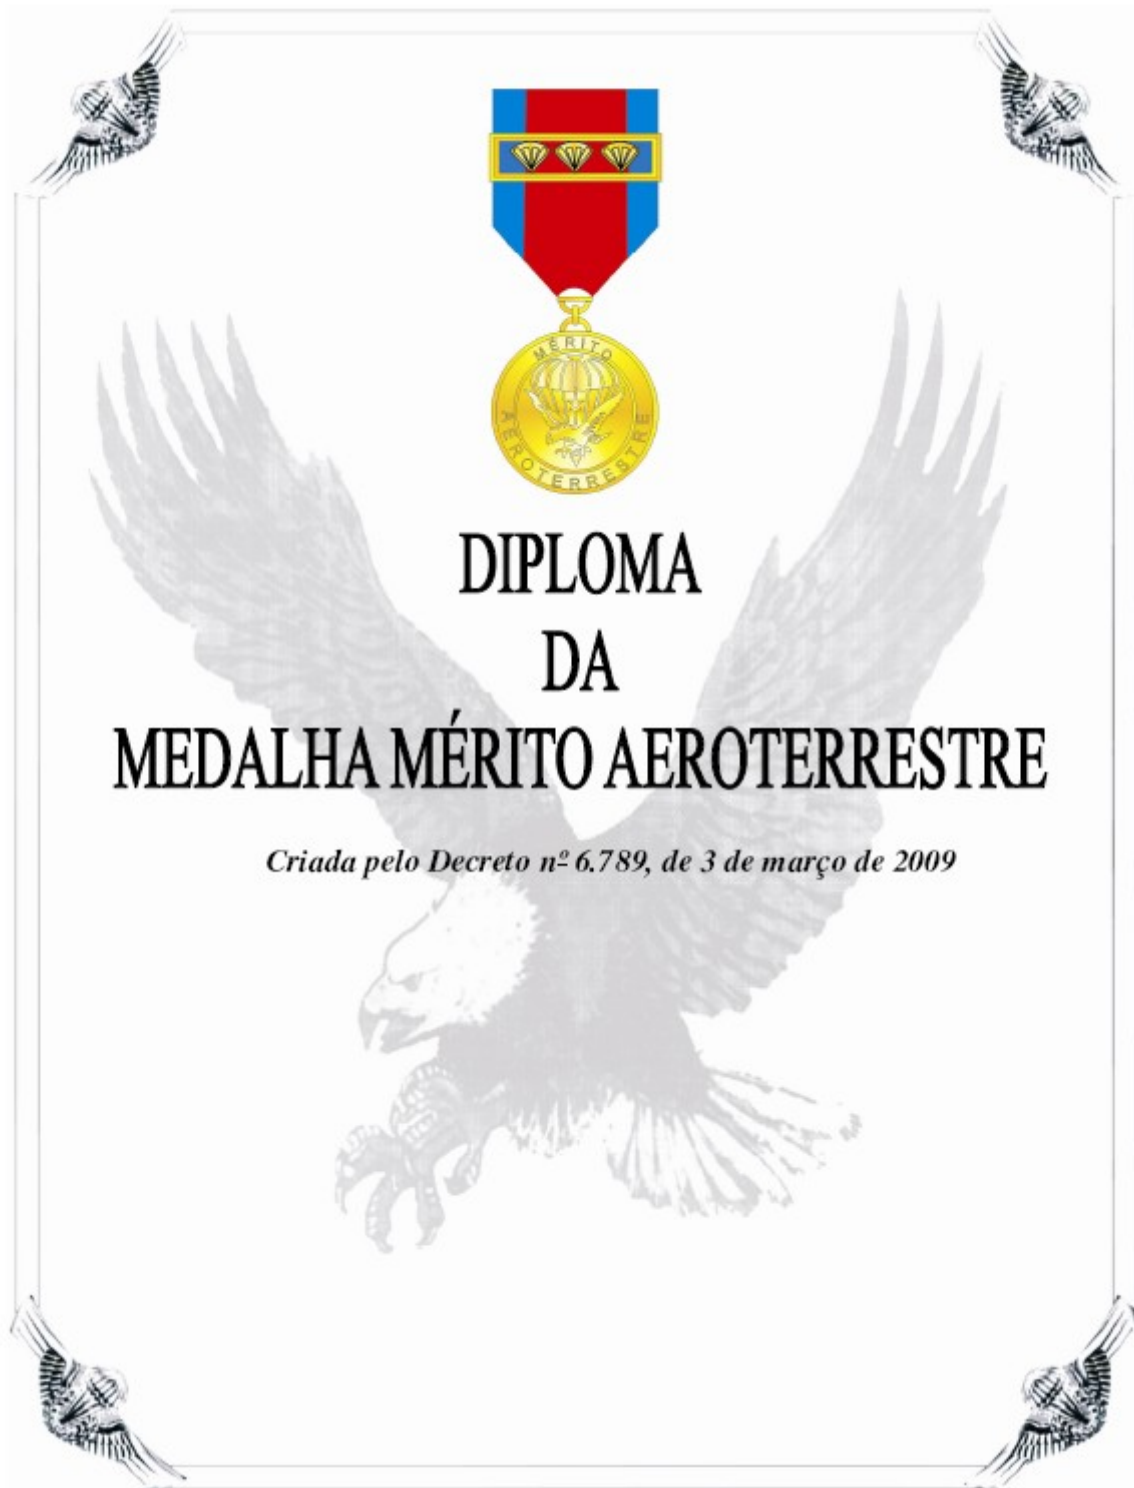 MÉRITO
AEROTERRESTRE
DIPLOMA
DA
MEDALHA MÉRITO AEROTERRESTRE
Criada pelo Decreto nº 6.789, de 3 de março de 2009